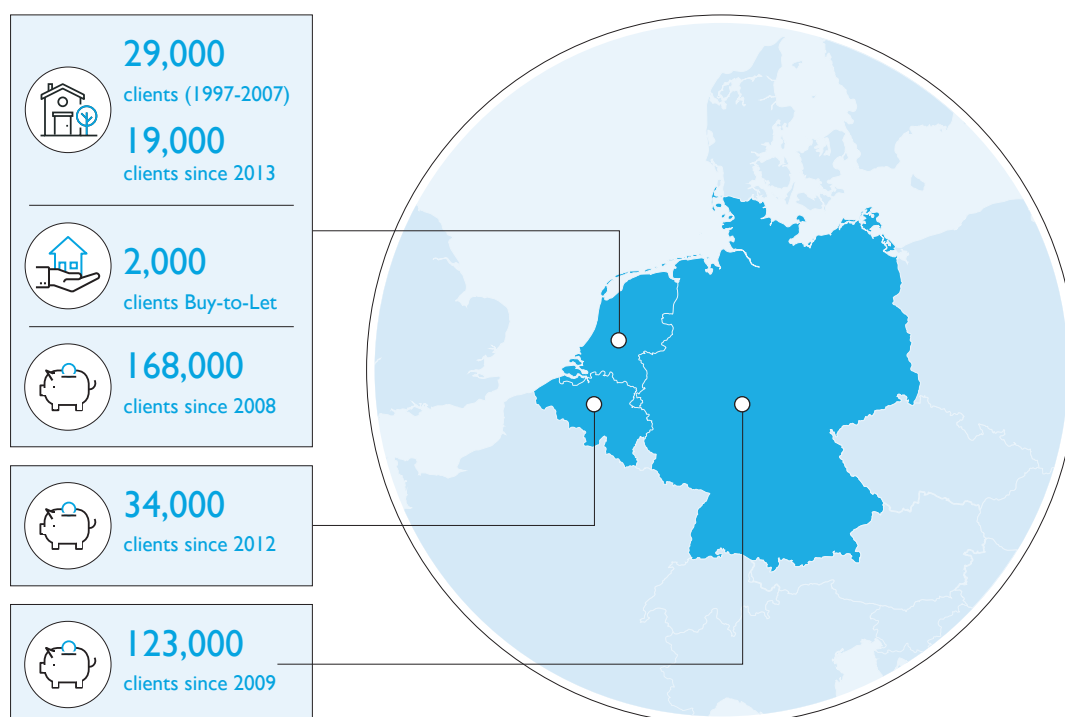 29,000
clients (1997-2007)
19,000
clients since 2013
2,000
clients Buy-to-Let
168,000
clients since 2008
34,000
clients since 2012
123,000
clients since 2009